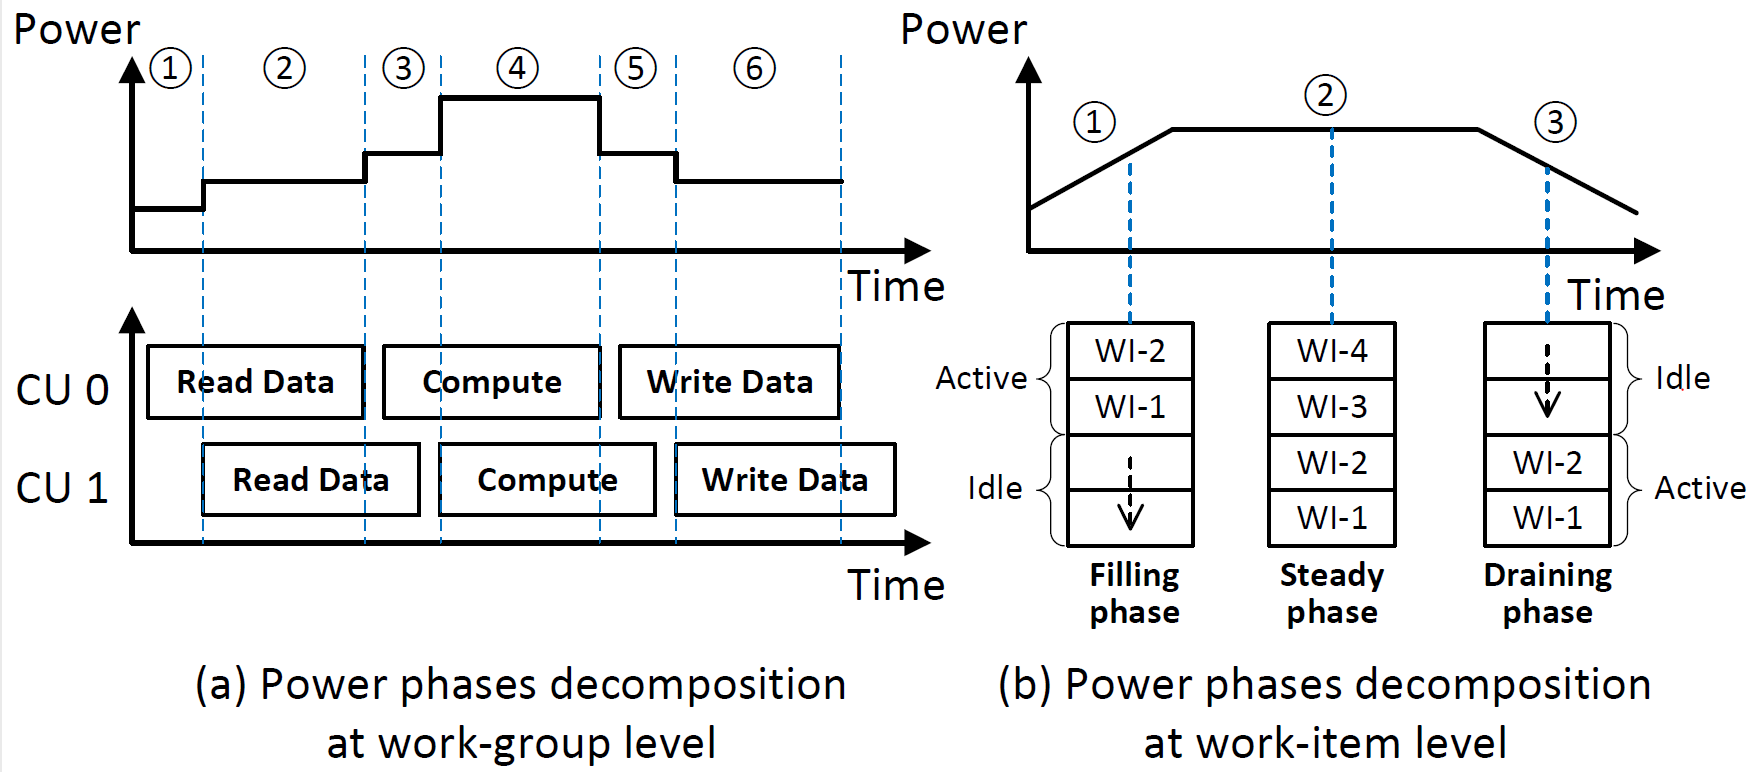 Power
① ② ③ ④ ⑤ ⑥
Time
CU 0
Read Data
Compute
Write Data
CU 1
Read Data
Compute
Write Data
Time
(a) Power phases decomposition
at work-group level
Power
① ② ③
Time
Active
Idle
WI-2
WI-1
Filling
phase
WI-4
WI-3
WI-2
WI-1
Steady
phase
WI-2
WI-1
Idle
Active
Draining
phase
(b) Power phases decomposition
at work-item level